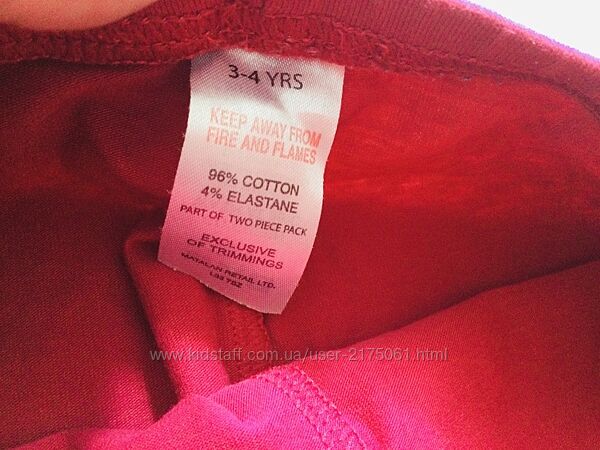 3-4 YRS
KEEP AWAY FROM
FIRE AND FLAMES
96% COTTON
4% ELASTANE
PART OF TWO PIECE PACK
EXCLUSIVE
OF TRIMMINGS
MATALAN RETAIL LTD.
www.kidstaff.com.ua/user-2175061.html